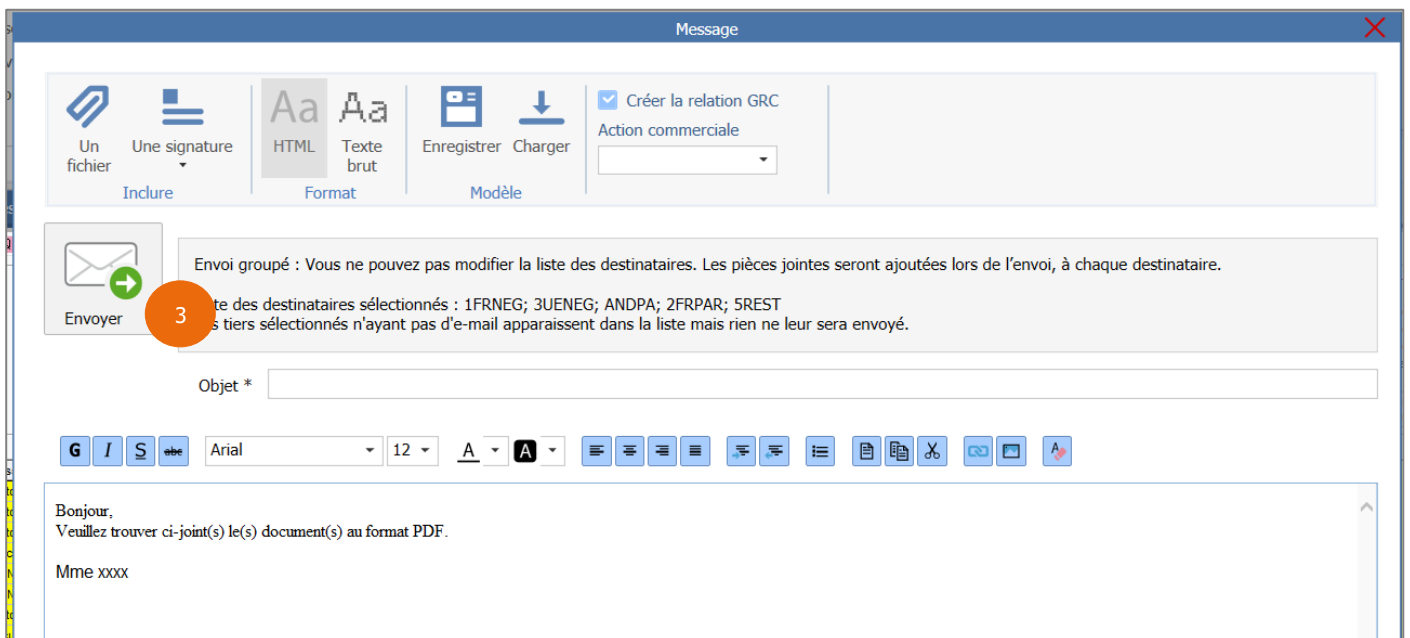 Message
Un fichier
Une signature
Inclure
Aa
HTML
Aa
Texte brut
Format
Enregistrer
Charger
Modèle
Créer la relation GRC
Action commerciale
Envoyer
3
Envoi groupé : Vous ne pouvez pas modifier la liste des destinataires. Les pièces jointes seront ajoutées lors de l'envoi, à chaque destinataire.
te des destinataires sélectionnés : 1FRNEG; 3UENEG; ANDPA; 2FRPAR; 5REST
s tiers sélectionnés n'ayant pas d'e-mail apparaissent dans la liste mais rien ne leur sera envoyé.
Objet *
G I S abc Arial 12 A A
Bonjour,
Veuillez trouver ci-joint(s) le(s) document(s) au format PDF.
Mme xxxx